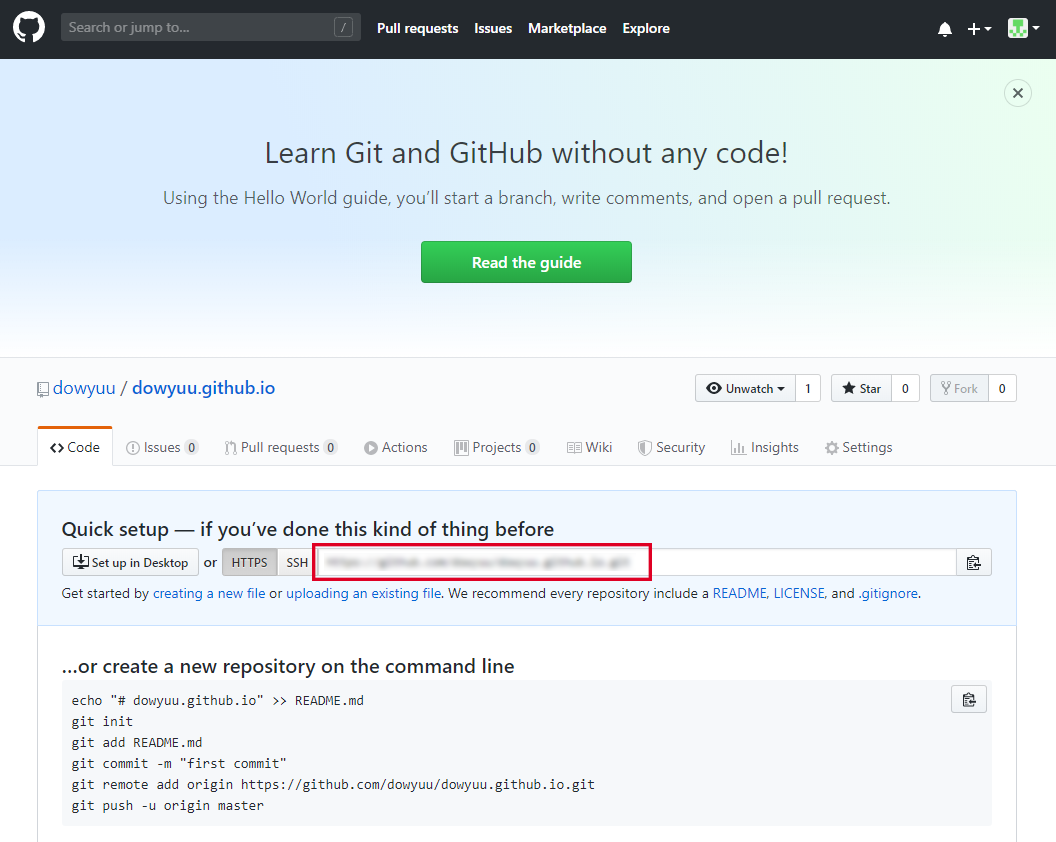 Search or jump to... /
Pull requests Issues Marketplace Explore
Learn Git and GitHub without any code!
Using the Hello World guide, you’ll start a branch, write comments, and open a pull request.
Read the guide
dowyuu / dowyuu.github.io
Unwatch 1 Star 0 Fork 0
Code Issues 0 Pull requests 0 Actions Projects 0 Wiki Security Insights Settings
Quick setup — if you’ve done this kind of thing before
Set up in Desktop or HTTPS SSH
Get started by creating a new file or uploading an existing file. We recommend every repository include a README, LICENSE, and .gitignore.
…or create a new repository on the command line
echo "# dowyuu.github.io" >> README.md
git init
git add README.md
git commit -m "first commit"
git remote add origin https://github.com/dowyuu/dowyuu.github.io.git
git push -u origin master